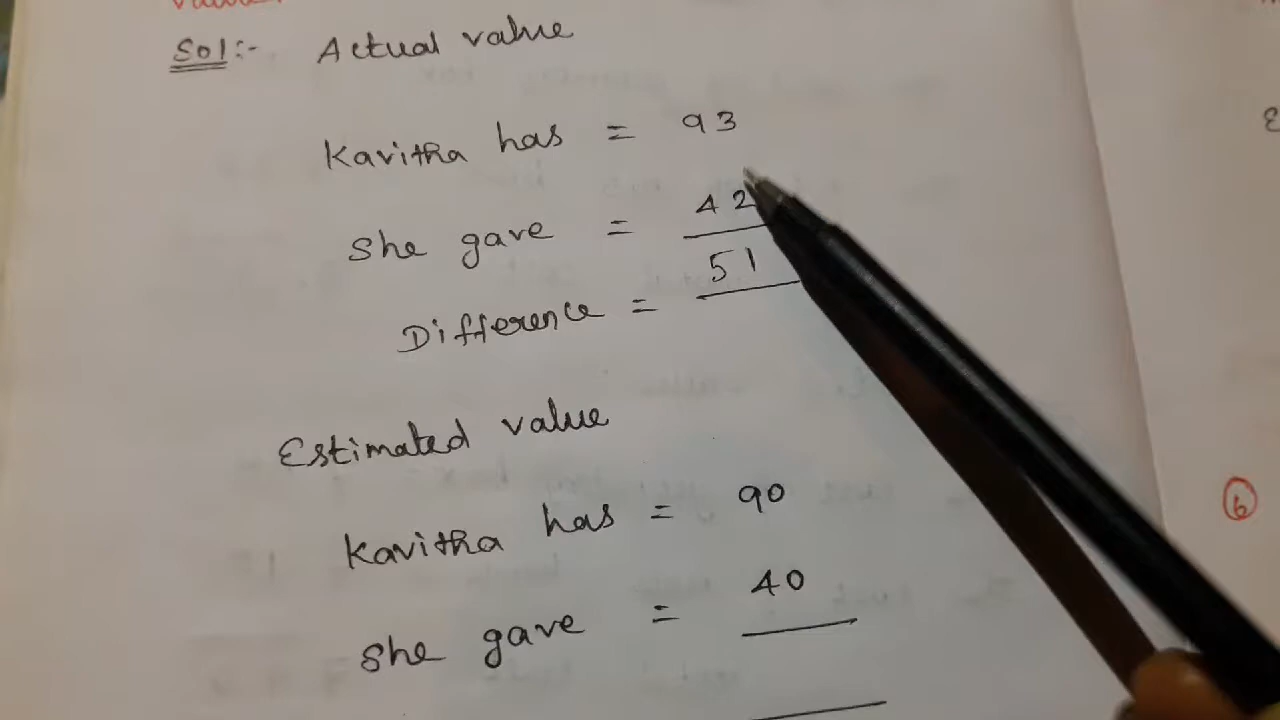 Sol:- Actual value
Kavitha has = 93
She gave = 42
Difference = 51
Estimated value
Kavitha has = 90
She gave = 40
6